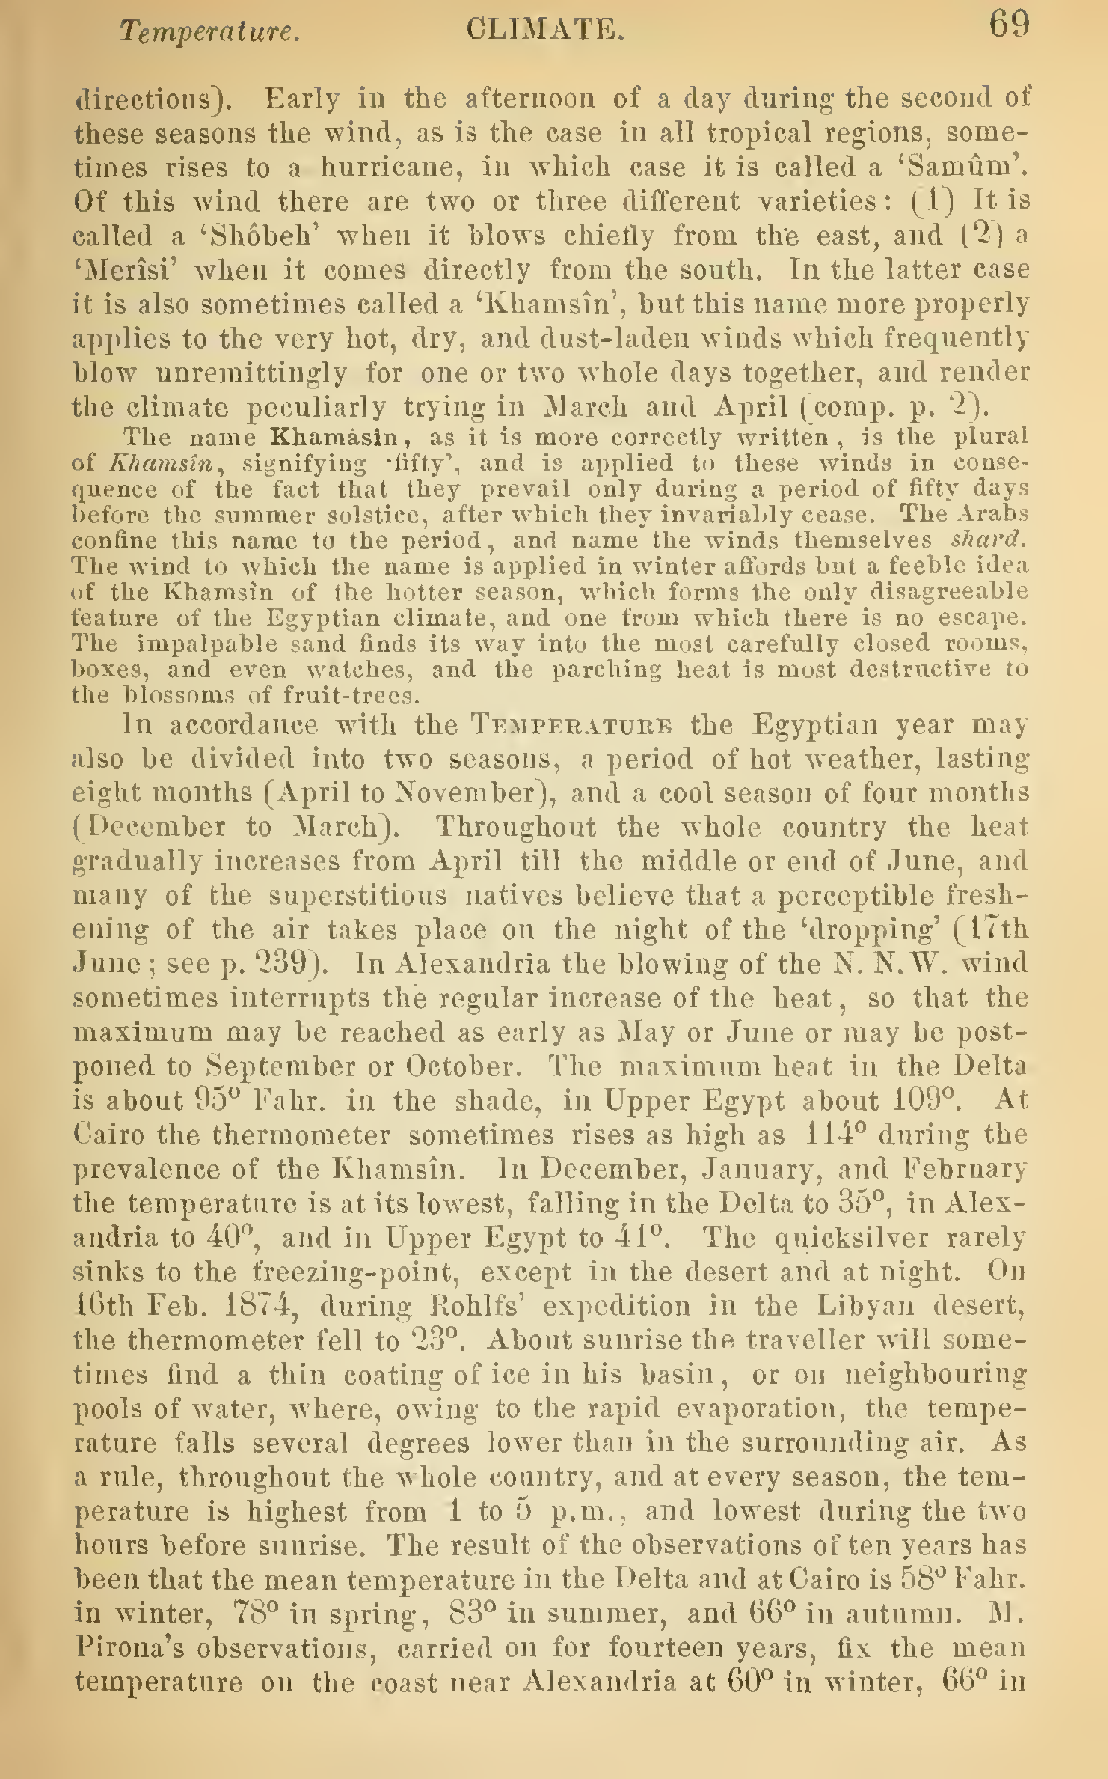 Temperature. CLIMATE. 69
directions). Early in the afternoon of a day during the second of
these seasons the wind, as is the case in all tropical regions, some-
times rises to a hurricane, in which case it is called a ‘Samûm’.
Of this wind there are two or three different varieties: (1) It is
called a ‘Shôbeh’ when it blows chiefly from the east, and (2) a
‘Merîsi’ when it comes directly from the south. In the latter case
it is also sometimes called a ‘Khamsîn’, but this name more properly
applies to the very hot, dry, and dust-laden winds which frequently
blow unremittingly for one or two whole days together, and render
the climate peculiarly trying in March and April (comp. p. 2).
The name Khamâsîn, as it is more correctly written, is the plural
of Khamsîn, signifying ‘fifty’, and is applied to these winds in conse-
quence of the fact that they prevail only during a period of fifty days
before the summer solstice, after which they invariably cease. The Arabs
confine this name to the period, and name the winds themselves shard.
The wind to which the name is applied in winter affords but a feeble idea
of the Khamsîn of the hotter season, which forms the only disagreeable
feature of the Egyptian climate, and one from which there is no escape.
The impalpable sand finds its way into the most carefully closed rooms,
boxes, and even watches, and the parching heat is most destructive to
the blossoms of fruit-trees.
In accordance with the TEMPERATURE the Egyptian year may
also be divided into two seasons, a period of hot weather, lasting
eight months (April to November), and a cool season of four months
(December to March). Throughout the whole country the heat
gradually increases from April till the middle or end of June, and
many of the superstitious natives believe that a perceptible fresh-
ening of the air takes place on the night of the ‘dropping’ (17th
June; see p. 239). In Alexandria the blowing of the N. N.W. wind
sometimes interrupts the regular increase of the heat, so that the
maximum may be reached as early as May or June or may be post-
poned to September or October. The maximum heat in the Delta
is about 95° Fahr. in the shade, in Upper Egypt about 109°. At
Cairo the thermometer sometimes rises as high as 114° during the
prevalence of the Khamsîn. In December, January, and February
the temperature is at its lowest, falling in the Delta to 35°, in Alex-
andria to 40°, and in Upper Egypt to 41°. The quicksilver rarely
sinks to the freezing-point, except in the desert and at night. On
16th Feb. 1874, during Rohlfs’ expedition in the Libyan desert,
the thermometer fell to 23°. About sunrise the traveller will some-
times find a thin coating of ice in his basin, or on neighbouring
pools of water, where, owing to the rapid evaporation, the tempe-
rature falls several degrees lower than in the surrounding air. As
a rule, throughout the whole country, and at every season, the tem-
perature is highest from 1 to 5 p.m., and lowest during the two
hours before sunrise. The result of the observations of ten years has
been that the mean temperature in the Delta and at Cairo is 58° Fahr.
in winter, 78° in spring, 83° in summer, and 66° in autumn. M.
Pirona’s observations, carried on for fourteen years, fix the mean
temperature on the coast near Alexandria at 60° in winter, 66° in